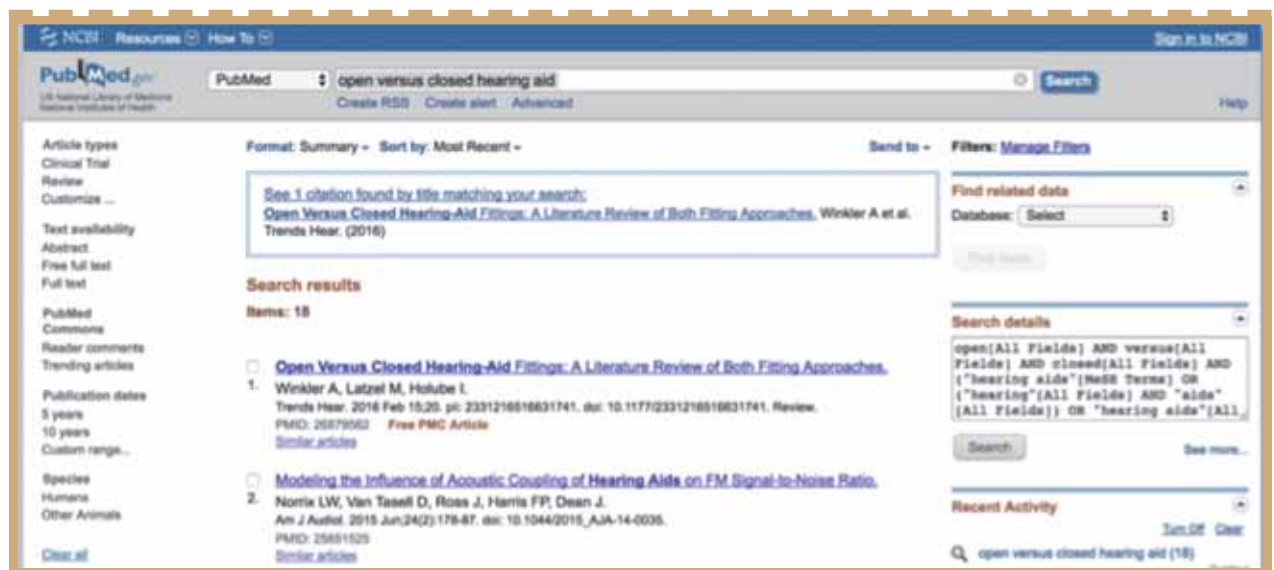 NCBI Resources How To Sign in to NCBI
PubMed.gov
US National Library of Medicine
National Institutes of Health
PubMed open versus closed hearing aid Search
Create RSS Create alert Advanced Help
Article types
Clinical Trial
Review
Customize ...
Text availability
Abstract
Free full text
Full text
PubMed
Commons
Reader comments
Trending articles
Publication dates
5 years
10 years
Custom range...
Species
Humans
Other Animals
Clear all
Format: Summary Sort by: Most Recent Send to
See 1 citation found by title matching your search:
Open Versus Closed Hearing-Aid Fittings: A Literature Review of Both Fitting Approaches. Winkler A et al.
Trends Hear. (2016)
Search results
Items: 18
Open Versus Closed Hearing-Aid Fittings: A Literature Review of Both Fitting Approaches.
1. Winkler A, Latzel M, Holube I.
Trends Hear. 2016 Feb 15;20. pii: 2331216516631741. doi: 10.1177/2331216516631741. Review.
PMID: 26879562 Free PMC Article
Similar articles
Modeling the Influence of Acoustic Coupling of Hearing Aids on FM Signal-to-Noise Ratio.
2. Norrix LW, Van Tasell D, Ross J, Harris FP, Dean J.
Am J Audiol. 2015 Jun;24(2):178-87. doi: 10.1044/2015_AJA-14-0035.
PMID: 25651525
Similar articles
Filters: Manage Filters
Find related data
Database: Select
Find items
Search details
open[All Fields] AND versus[All
Fields] AND closed[All Fields] AND
("hearing aids"[MeSH Terms] OR
("hearing"[All Fields] AND "aids"
[All Fields]) OR "hearing aids"[All
Search See more...
Recent Activity
Turn Off Clear
open versus closed hearing aid (18)